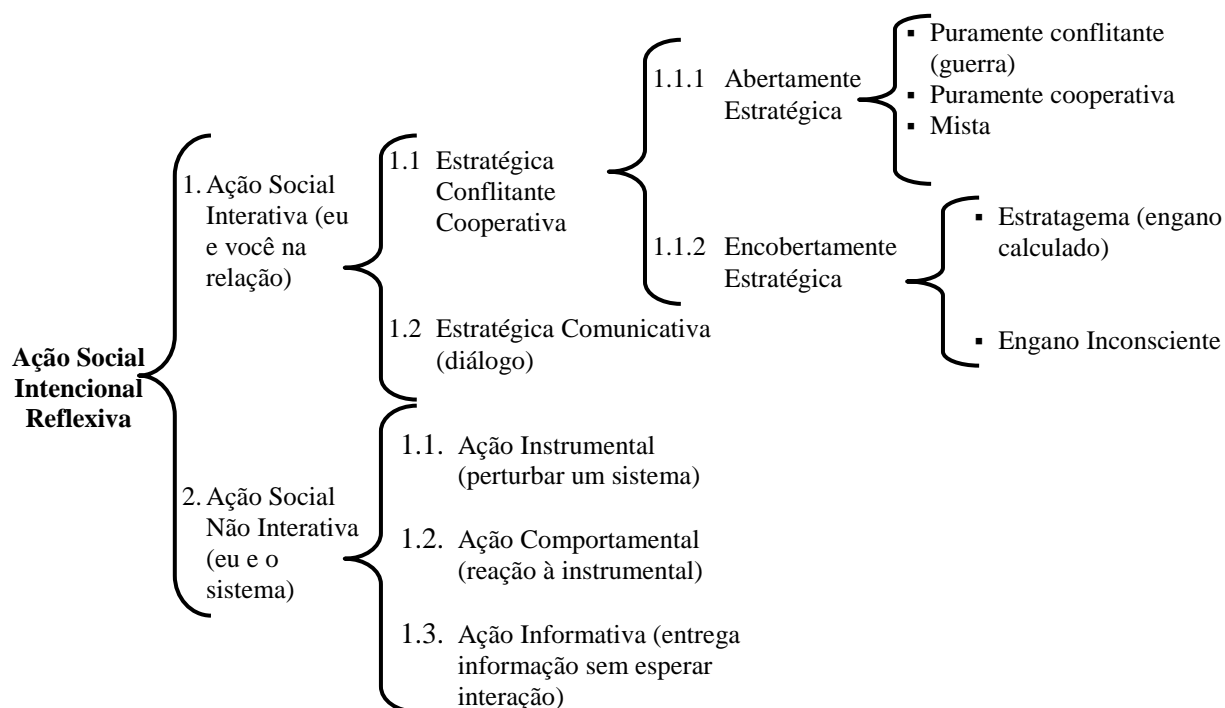 Ação Social
Intencional
Reflexiva
1. Ação Social
Interativa (eu
e você na
relação)
1.1 Estratégica
Conflitante
Cooperativa
1.1.1 Abertamente
Estratégica
▪ Puramente conflitante
(guerra)
▪ Puramente cooperativa
▪ Mista
1.1.2 Encobertamente
Estratégica
▪ Estratagema (engano
calculado)
▪ Engano Inconsciente
1.2 Estratégica Comunicativa
(diálogo)
2. Ação Social
Não Interativa
(eu e o
sistema)
1.1. Ação Instrumental
(perturbar um sistema)
1.2. Ação Comportamental
(reação à instrumental)
1.3. Ação Informativa (entrega
informação sem esperar
interação)